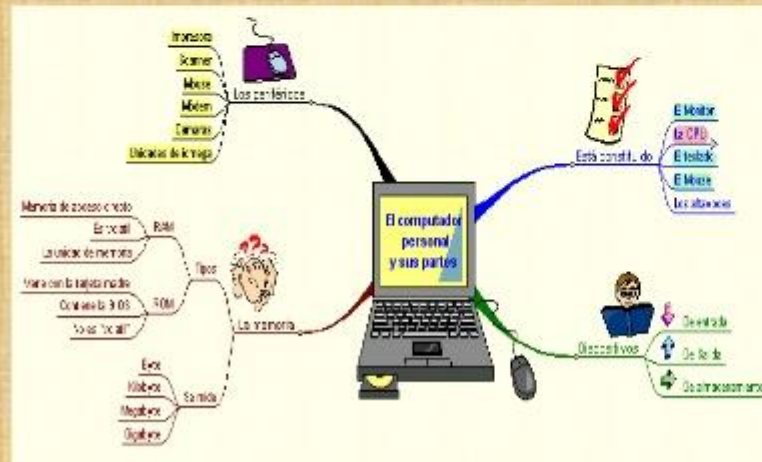 El computador
personal
y sus partes
Impresora
Scanner
Mouse
Módem
Cámaras
Unidades de iomega
Los periféricos
Está constituido
El Monitor
La CPU
El teclado
El Mouse
Los altavoces
Memoria de acceso directo
Es volátil
La unidad de memoria
RAM
Viene con la tarjeta madre
Contiene la BIOS
No es "volátil"
ROM
Tipos
La memoria
Byte
Kilobyte
Megabyte
Gigabyte
Se mide
Dispositivos
De entrada
De Salida
De almacenamiento